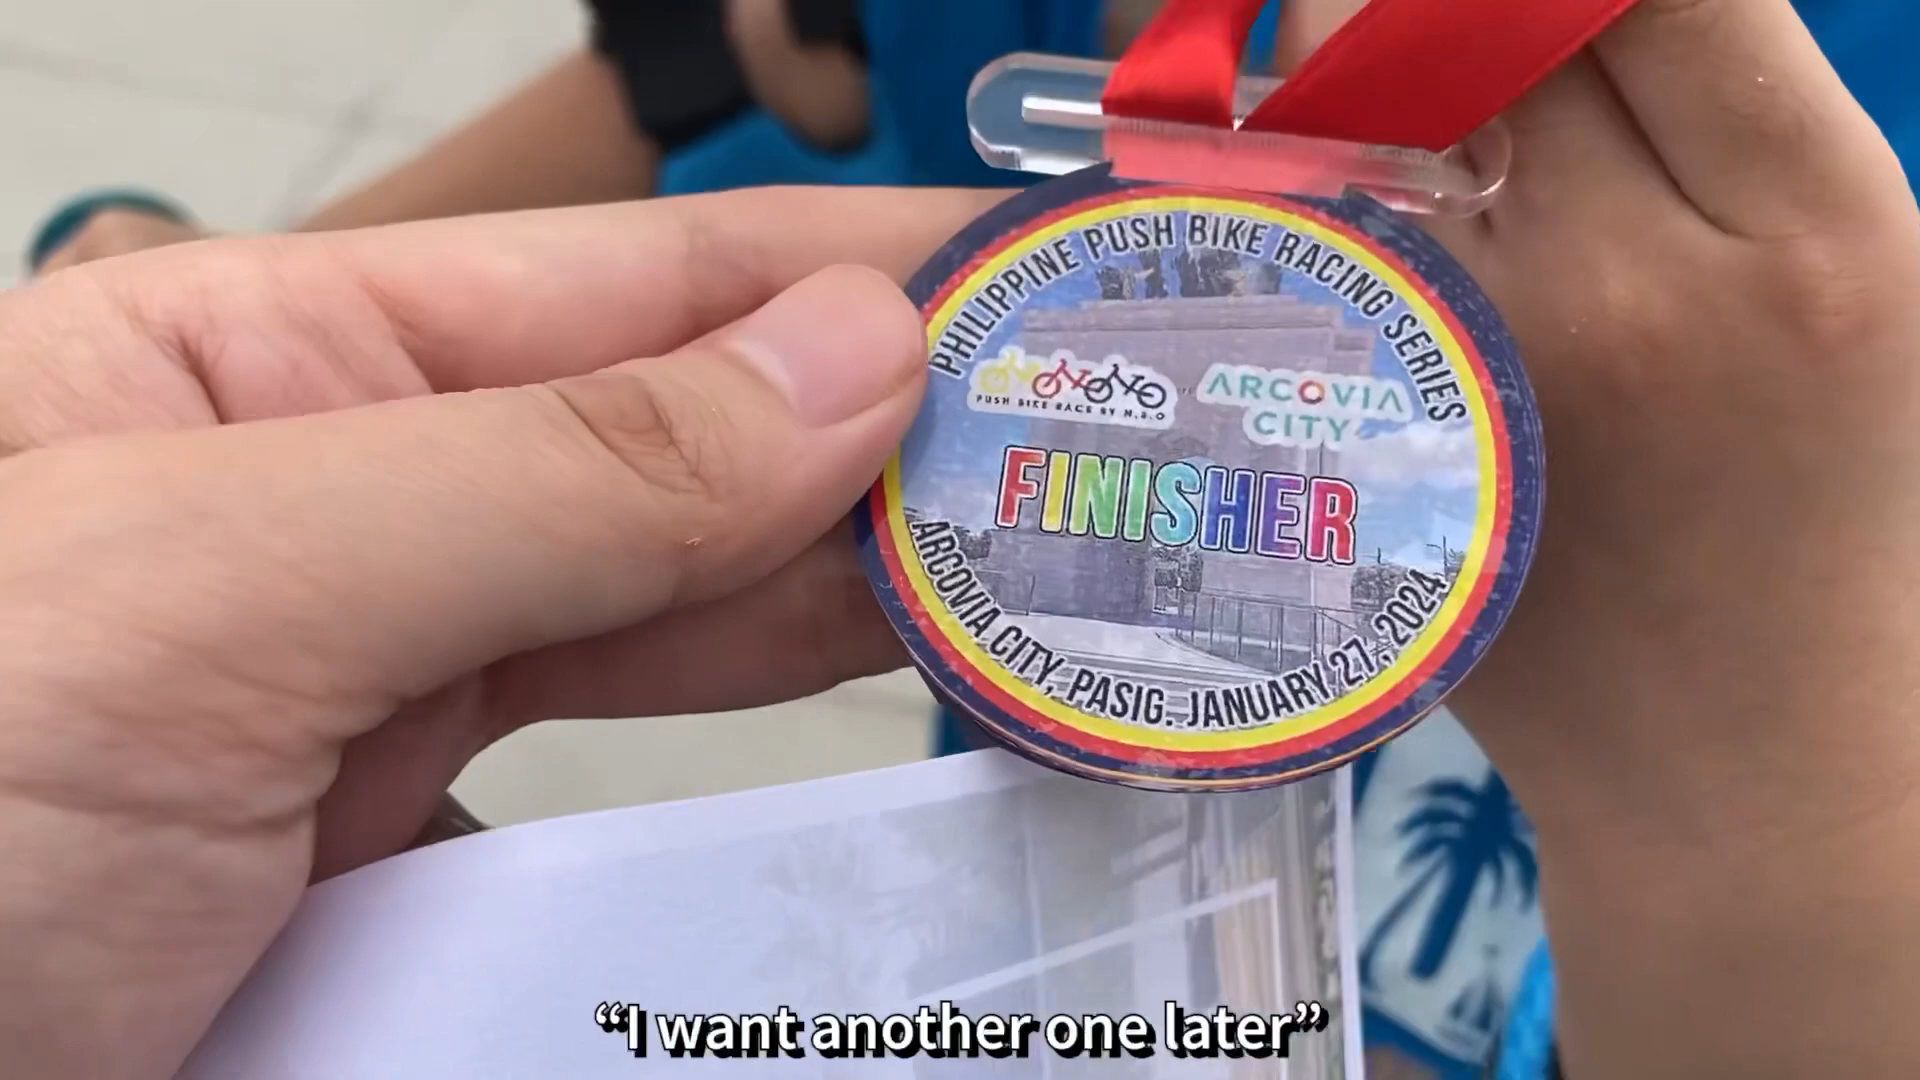 PHILIPPINE PUSH BIKE RACING SERIES
PUSH BIKE RACE BY N.B.O
ARCOVIA
CITY
FINISHER
ARCOVIA CITY, PASIG. JANUARY 27, 2024
“I want another one later”